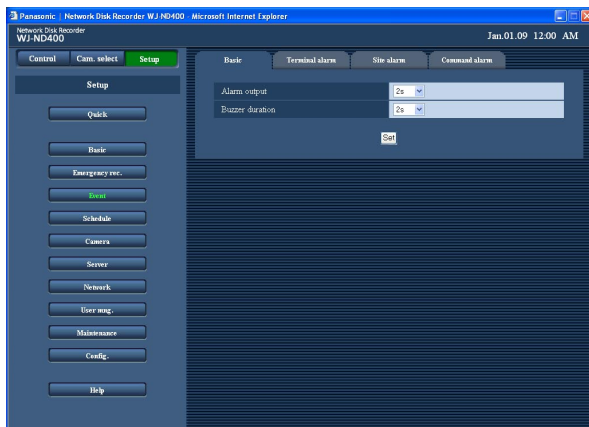 Panasonic | Network Disk Recorder WJ-ND400 - Microsoft Internet Explorer
Network Disk Recorder
WJ-ND400
Jan.01.09 12:00 AM
Control Cam. select Setup
Basic Terminal alarm Site alarm Command alarm
Setup
Alarm output 2s
Buzzer duration 2s
Set
Quick
Basic
Emergency rec.
Event
Schedule
Camera
Server
Network
User mng.
Maintenance
Config.
Help